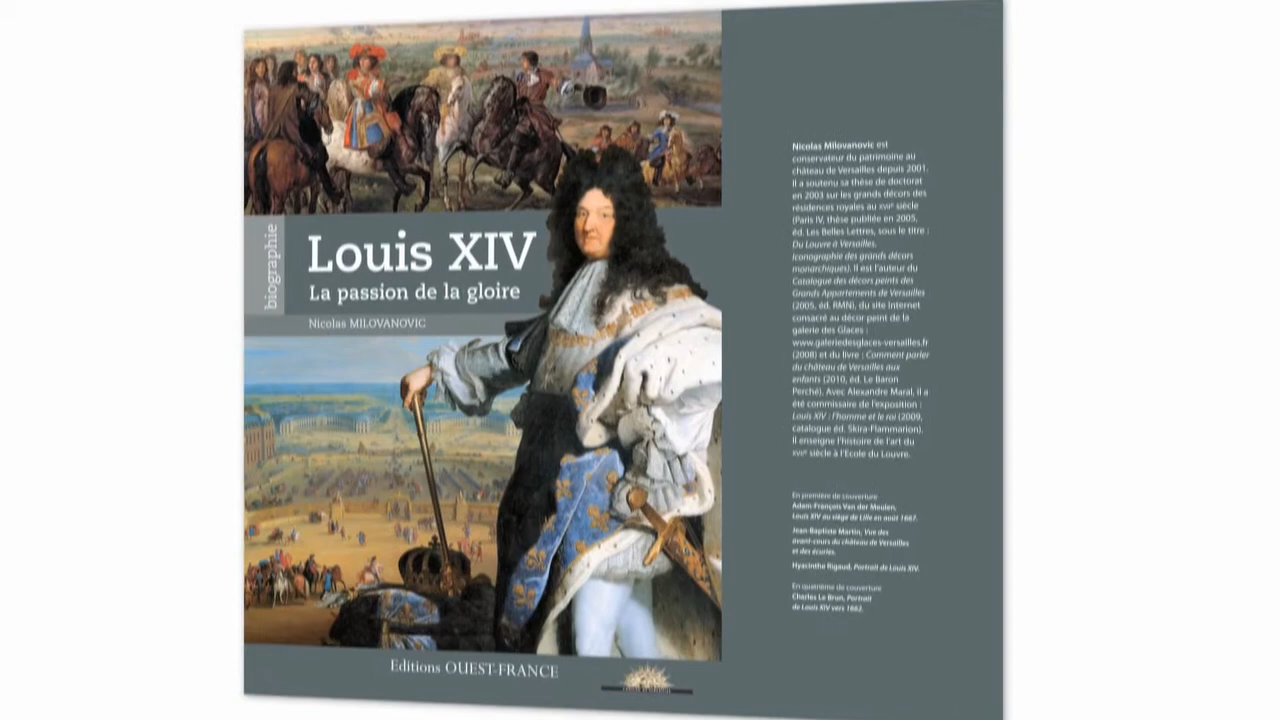 biographie
Louis XIV
La passion de la gloire
Nicolas MILOVANOVIC
Editions OUEST-FRANCE
Nicolas Milovanovic est
conservateur du patrimoine au
château de Versailles depuis 2001.
Il a soutenu sa thèse de doctorat
en 2003 sur les grands décors des
résidences royales au XVIIe siècle
(Paris IV, thèse publiée en 2005,
éd. Les Belles Lettres, sous le titre :
Du Louvre à Versailles,
iconographie des grands décors
monarchiques). Il est l'auteur du
Catalogue des décors peints des
Grands Appartements de Versailles
(2005, éd. RMN), du site Internet
consacré au décor peint de la
galerie des Glaces :
www.galeriedesglaces-versailles.fr
(2008) et du livre : Comment parler
du château de Versailles aux
enfants (2010, éd. Le Baron
Perché). Avec Alexandre Maral, il a
été commissaire de l'exposition :
Louis XIV : l'homme et le roi (2009,
catalogue éd. Skira-Flammarion).
Il enseigne l'histoire de l'art du
XVIIe siècle à l'Ecole du Louvre.
En première de couverture
Adam-François Van der Meulen,
Louis XIV au siège de Lille en août 1667.
Jean-Baptiste Martin, Vue des
avant-cours du château de Versailles
et des écuries.
Hyacinthe Rigaud, Portrait de Louis XIV.
En quatrième de couverture
Charles Le Brun, Portrait
de Louis XIV vers 1662.